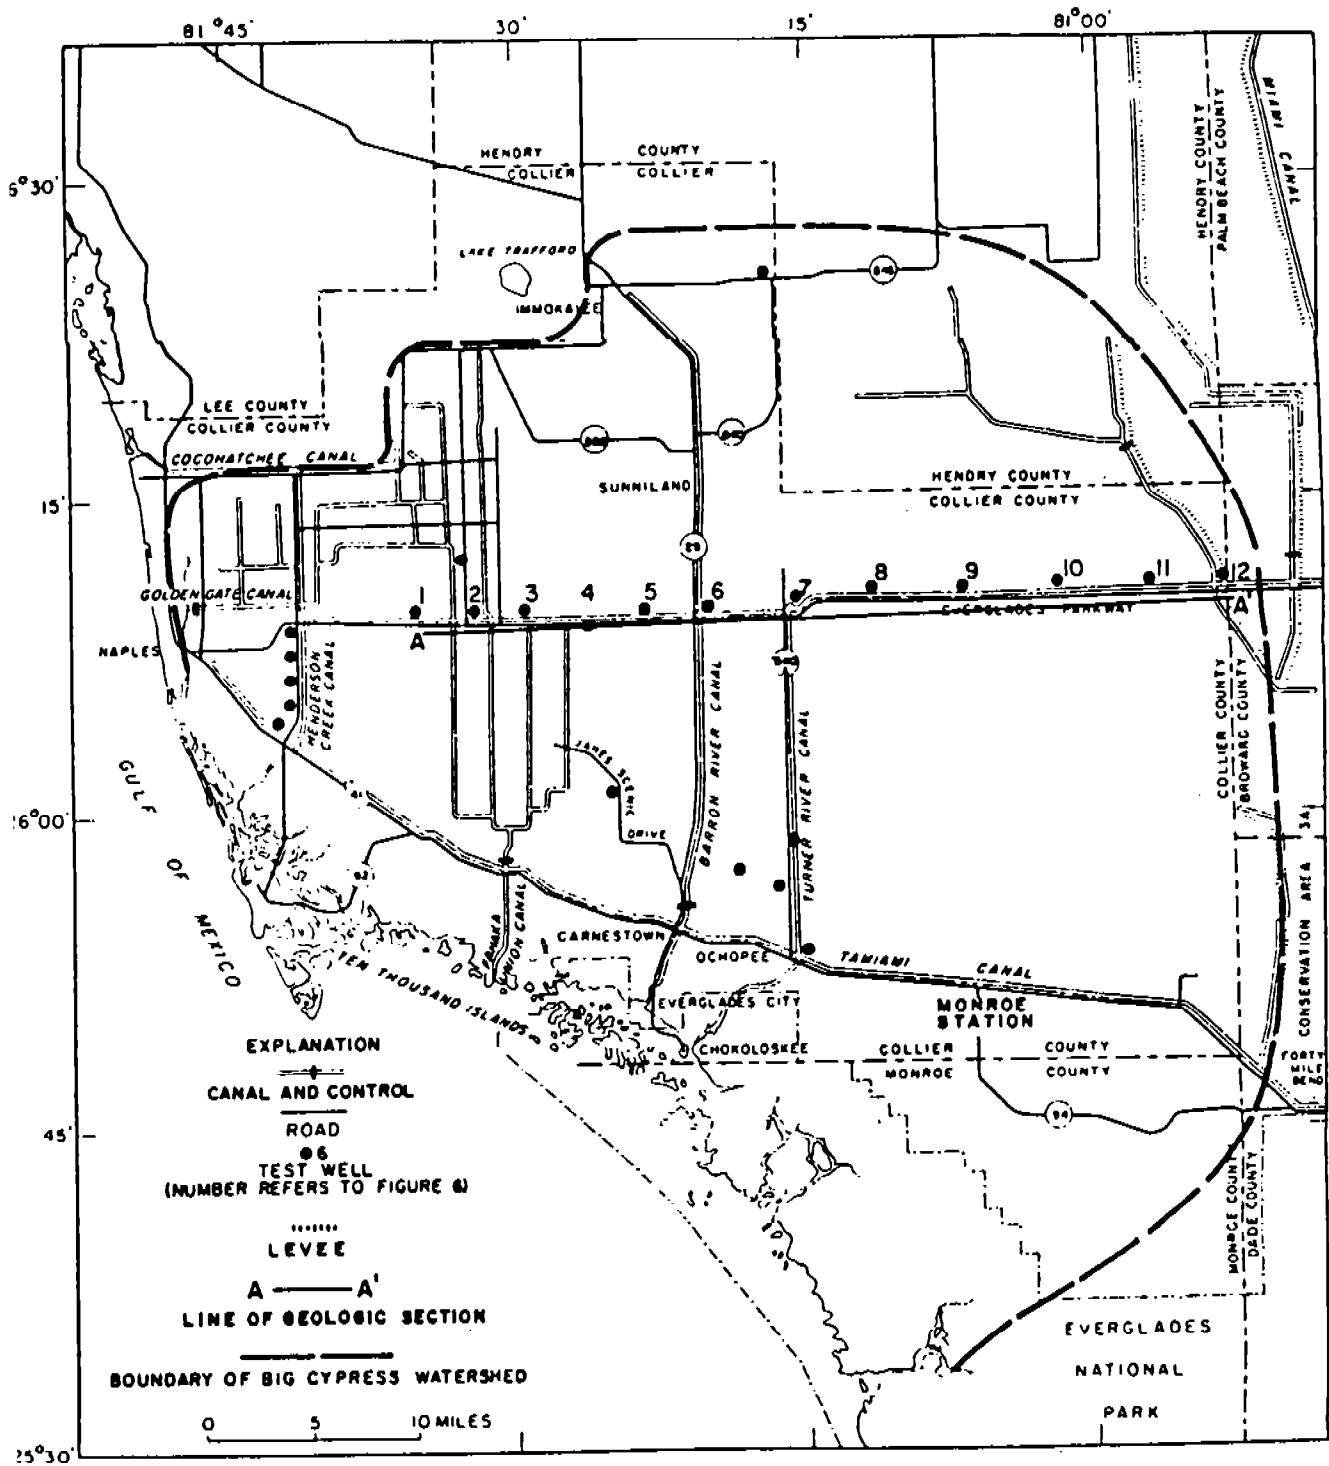 81°45'
30'
15'
81°00'
HENDRY COUNTY
COLLIER COLLIER
HENDRY COUNTY
PALM BEACH COUNTY
MIAMI CANAL
6°30'
LAKE TRAFFORD
846
IMMOKALEE
LEE COUNTY
COLLIER COUNTY
COCOHATCHEE CANAL
SUNNILAND
HENDRY COUNTY
COLLIER COUNTY
15'
29
GOLDEN GATE CANAL
1
2
3
4
5
6
7
8
9
10
11
12
A
A'
EVERGLADES PARKWAY
NAPLES
HENDERSON
CREEK CANAL
BARRON RIVER CANAL
TURNER RIVER CANAL
COLLIER COUNTY
BROWARD COUNTY
JANES SCENIC
DRIVE
GULF
OF
MEXICO
41
26°00'
3A
92
CONSERVATION AREA
FAHKA
UNION CANAL
CARNESTOWN
OCHOPEE
TAMIAMI CANAL
TEN THOUSAND ISLANDS
EVERGLADES CITY
MONROE
STATION
CHOKOLOSKEE
COLLIER COUNTY
MONROE COUNTY
FORTY
MILE
BEND
94
45'
MONROE COUNTY
DADE COUNTY
EXPLANATION
CANAL AND CONTROL
ROAD
6
TEST WELL
(NUMBER REFERS TO FIGURE 6)
LEVEE
A A'
LINE OF GEOLOGIC SECTION
BOUNDARY OF BIG CYPRESS WATERSHED
EVERGLADES
NATIONAL
PARK
0 5 10 MILES
25°30'